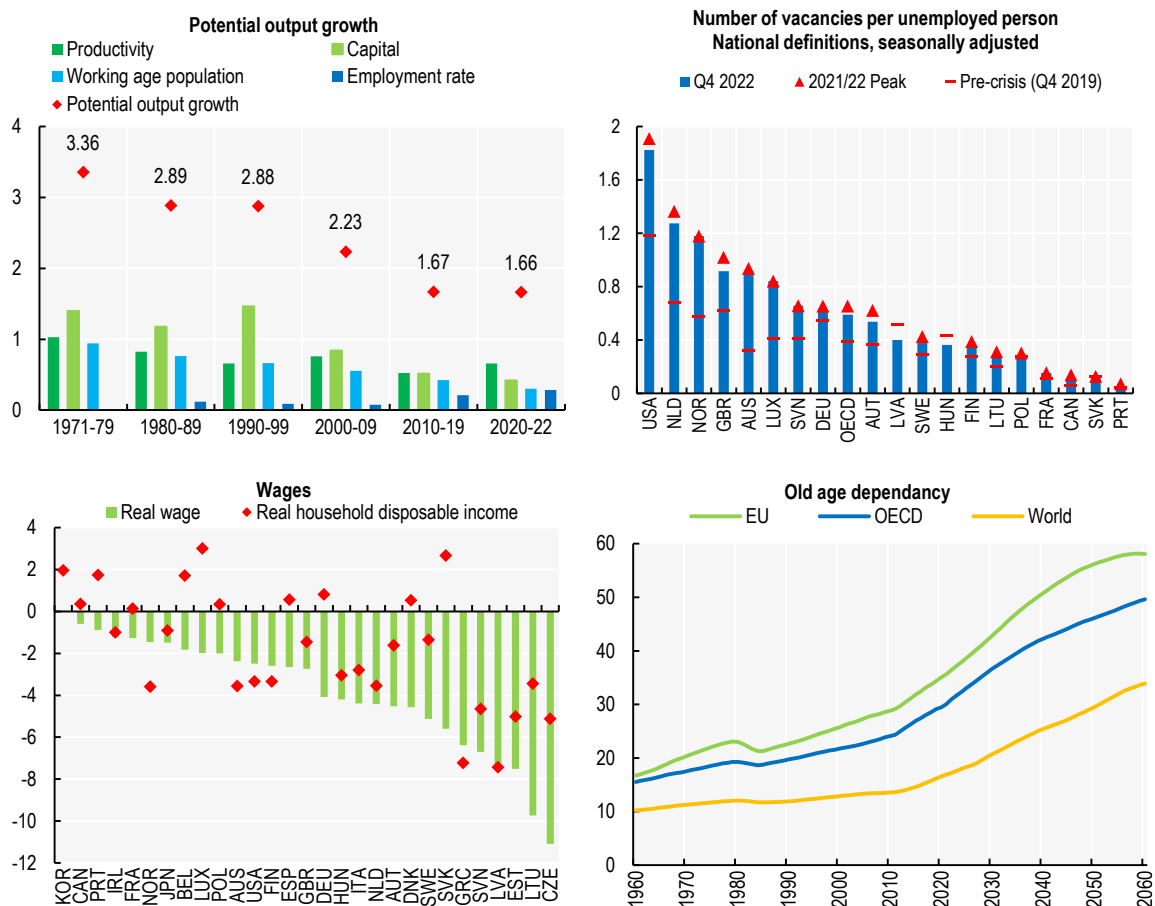 Potential output growth
Productivity
Capital
Working age population
Employment rate
Potential output growth
4
3
2
1
0
3.36
2.89
2.88
2.23
1.67
1.66
1971-79 1980-89 1990-99 2000-09 2010-19 2020-22
Number of vacancies per unemployed person
National definitions, seasonally adjusted
Q4 2022 2021/22 Peak Pre-crisis (Q4 2019)
2
1.6
1.2
0.8
0.4
0
USA NLD NOR GBR AUS LUX SVN DEU OECD AUT LVA SWE HUN FIN LTU POL FRA CAN SVK PRT
Wages
Real wage Real household disposable income
4
2
0
-2
-4
-6
-8
-10
-12
KOR CAN PRT IRL FRA NOR JPN BEL LUX POL AUS USA FIN ESP GBR DEU HUN ITA NLD AUT DNK SWE SVK GRC SVN LVA EST LTU CZE
Old age dependancy
EU OECD World
60
50
40
30
20
10
0
1960 1970 1980 1990 2000 2010 2020 2030 2040 2050 2060